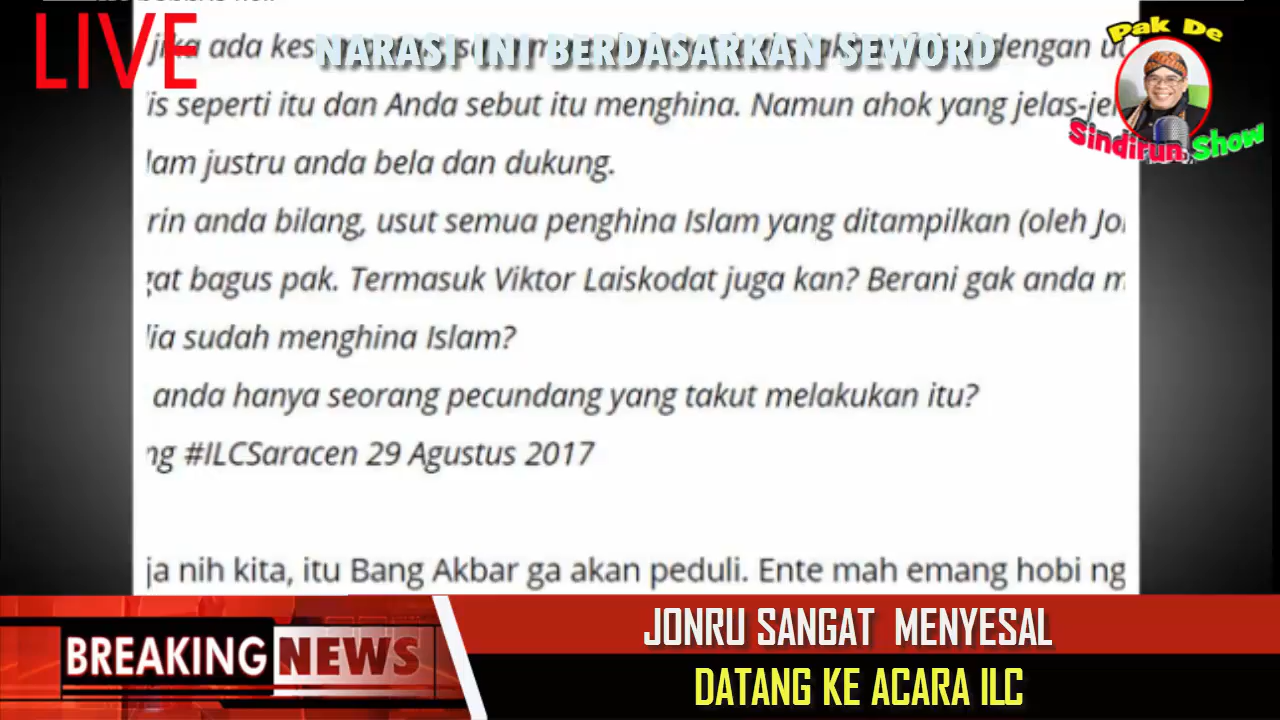 LIVE
NARASI INI BERDASARKAN SEWORD
Pak De
Sindirun Show
jika ada dengan
is seperti itu dan Anda sebut itu menghina. Namun ahok yang jelas-je
lam justru anda bela dan dukung.
rin anda bilang, usut semua penghina Islam yang ditampilkan (oleh Jo
gat bagus pak. Termasuk Viktor Laiskodat juga kan? Berani gak anda m
lia sudah menghina Islam?
anda hanya seorang pecundang yang takut melakukan itu?
ng #ILCSaracen 29 Agustus 2017
ja nih kita, itu Bang Akbar ga akan peduli. Ente mah emang hobi ng
BREAKING NEWS
JONRU SANGAT MENYESAL
DATANG KE ACARA ILC